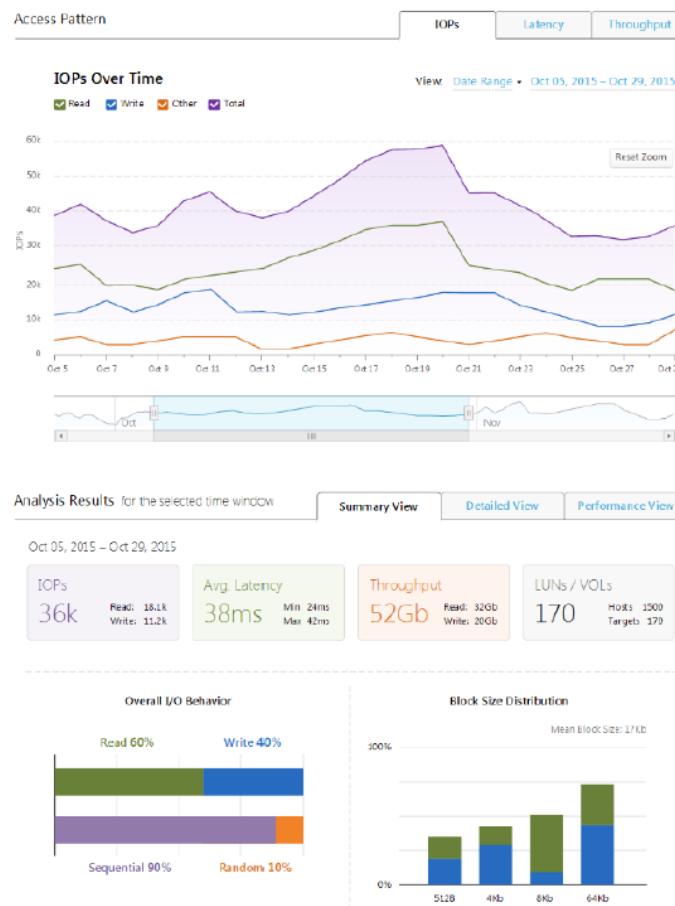 Access Pattern
IOPs Latency Throughput
IOPs Over Time
View: Date Range Oct 05, 2015 – Oct 29, 2015
Read Write Other Total
60k
Reset Zoom
50k
40k
IOPs
30k
20k
10k
0
Oct 5 Oct 7 Oct 9 Oct 11 Oct 13 Oct 15 Oct 17 Oct 19 Oct 21 Oct 23 Oct 25 Oct 27 Oct 2
Oct Nov
Analysis Results for the selected time window
Summary View Detailed View Performance View
Oct 05, 2015 – Oct 29, 2015
IOPs
36k
Read: 18.1k
Write: 11.2k
Avg. Latency
38ms
Min 24ms
Max 42ms
Throughput
52Gb
Read: 32Gb
Write: 20Gb
LUNs / VOLs
170
Hosts 1500
Targets 170
Overall I/O Behavior
Read 60% Write 40%
Sequential 90% Random 10%
Block Size Distribution
Mean Block Size: 17Kb
100%
0%
512B 4Kb 8Kb 64Kb